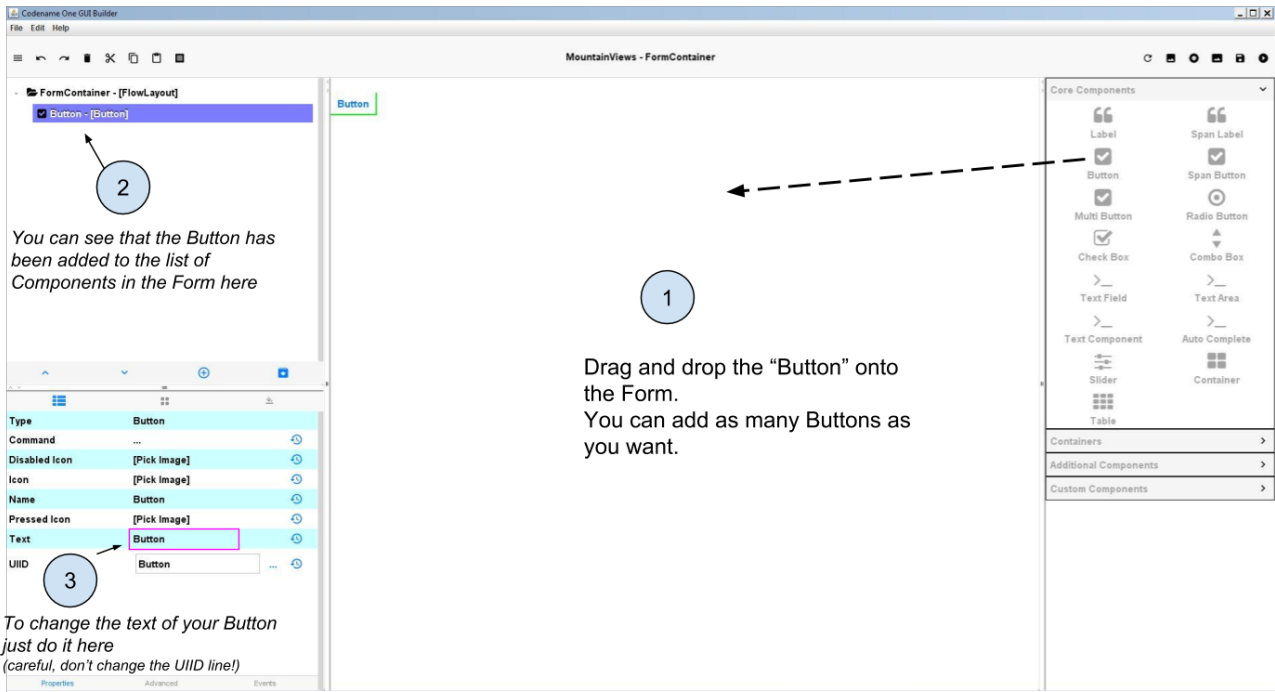 Codename One GUI Builder
File Edit Help
MountainViews - FormContainer
FormContainer - [FlowLayout]
Button - [Button]
2
You can see that the Button has
been added to the list of
Components in the Form here
Type Button
Command ...
Disabled Icon [Pick Image]
Icon [Pick Image]
Name Button
Pressed Icon [Pick Image]
Text Button
UIID Button ...
3
To change the text of your Button
just do it here
(careful, don't change the UIID line!)
Properties Advanced Events
Button
1
Drag and drop the “Button” onto
the Form.
You can add as many Buttons as
you want.
Core Components
Label Span Label
Button Span Button
Multi Button Radio Button
Check Box Combo Box
Text Field Text Area
Text Component Auto Complete
Slider Container
Table
Containers
Additional Components
Custom Components